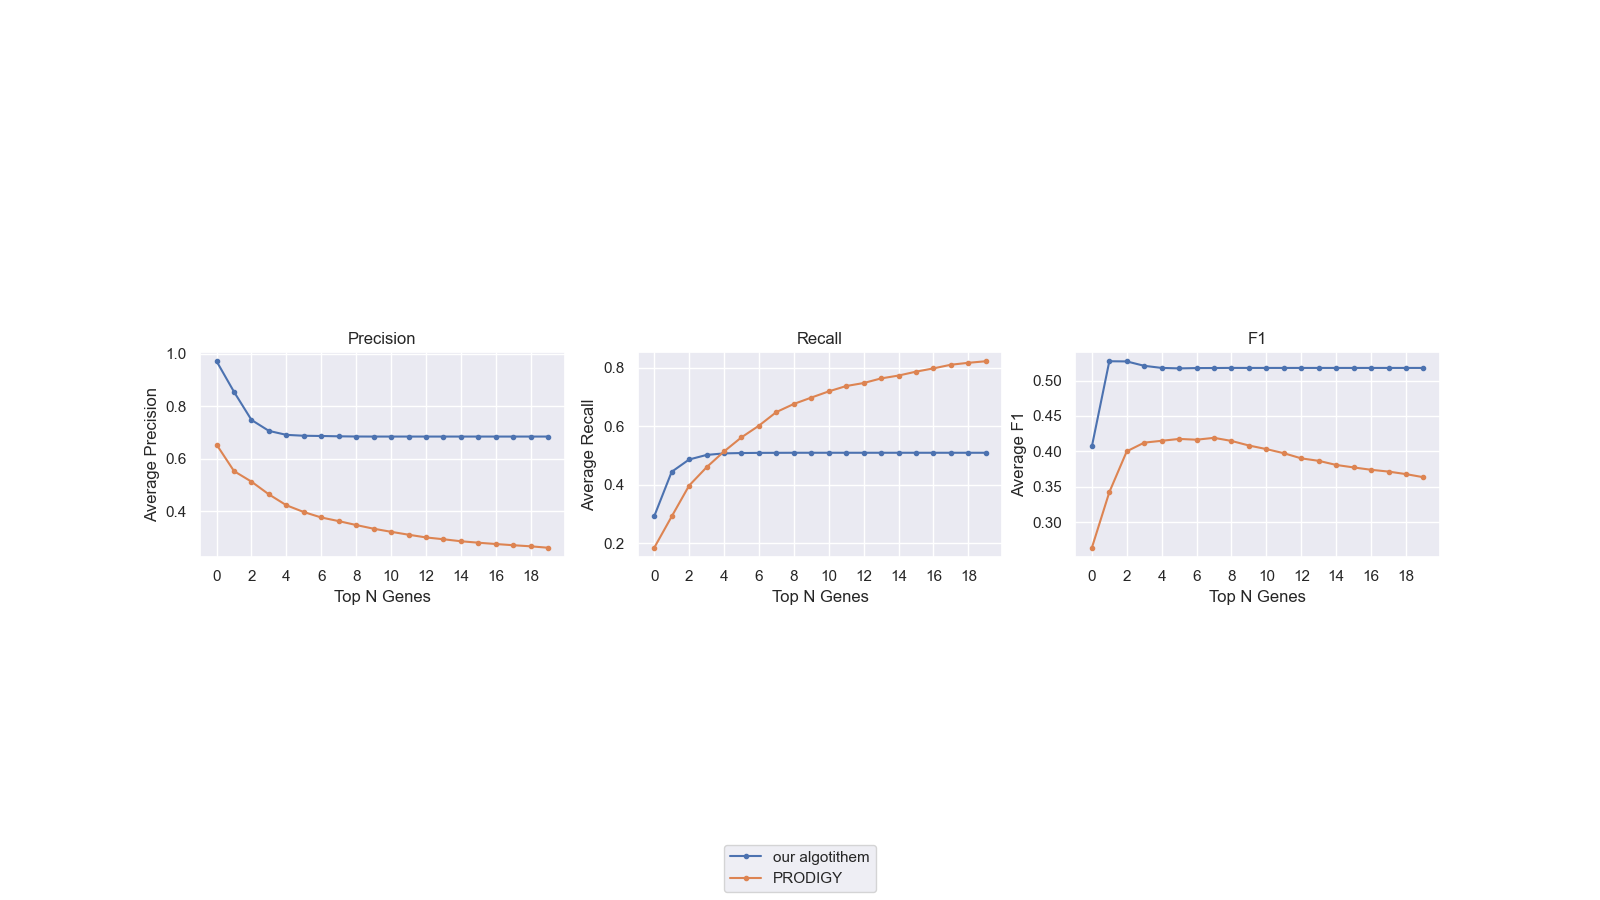 Precision
Recall
F1
1.0
0.8
0.6
0.4
Average Precision
0 2 4 6 8 10 12 14 16 18
Top N Genes
0.8
0.6
0.4
0.2
Average Recall
0 2 4 6 8 10 12 14 16 18
Top N Genes
0.50
0.45
0.40
0.35
0.30
Average F1
0 2 4 6 8 10 12 14 16 18
Top N Genes
our algotithem
PRODIGY